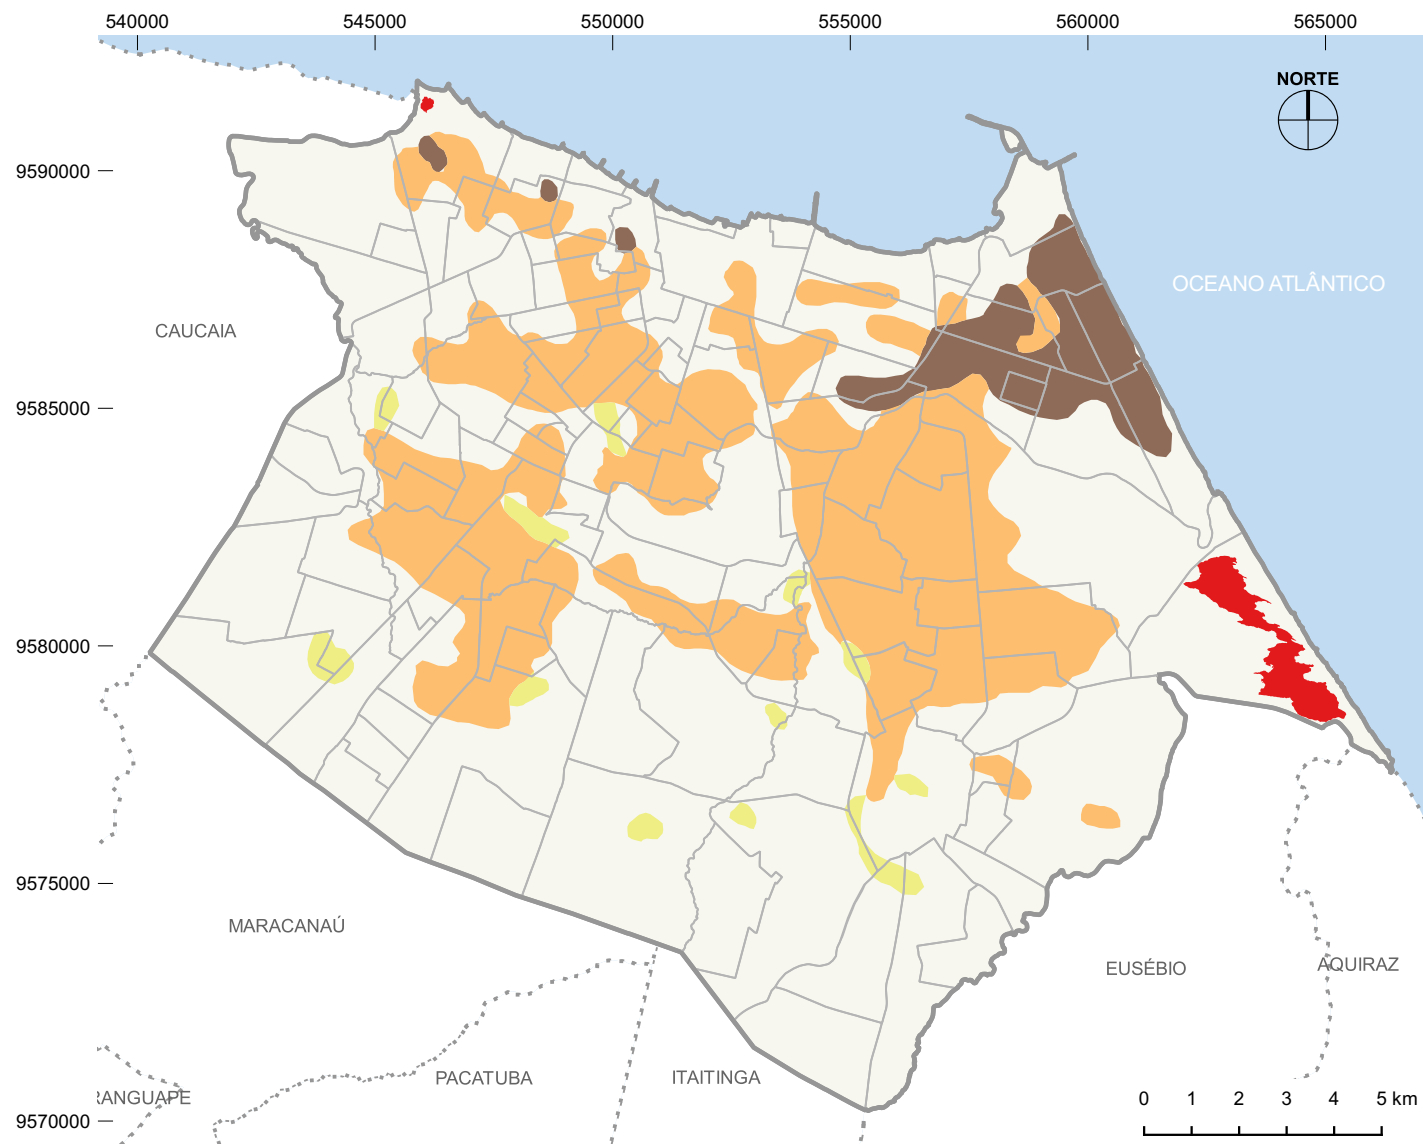 540000 545000 550000 555000 560000 565000
NORTE
9590000
OCEANO ATLÂNTICO
CAUCAIA
9585000
9580000
9575000
MARACANAÚ
EUSÉBIO
AQUIRAZ
PACATUBA
ITAITINGA
RANGUAPE
0 1 2 3 4 5 km
9570000